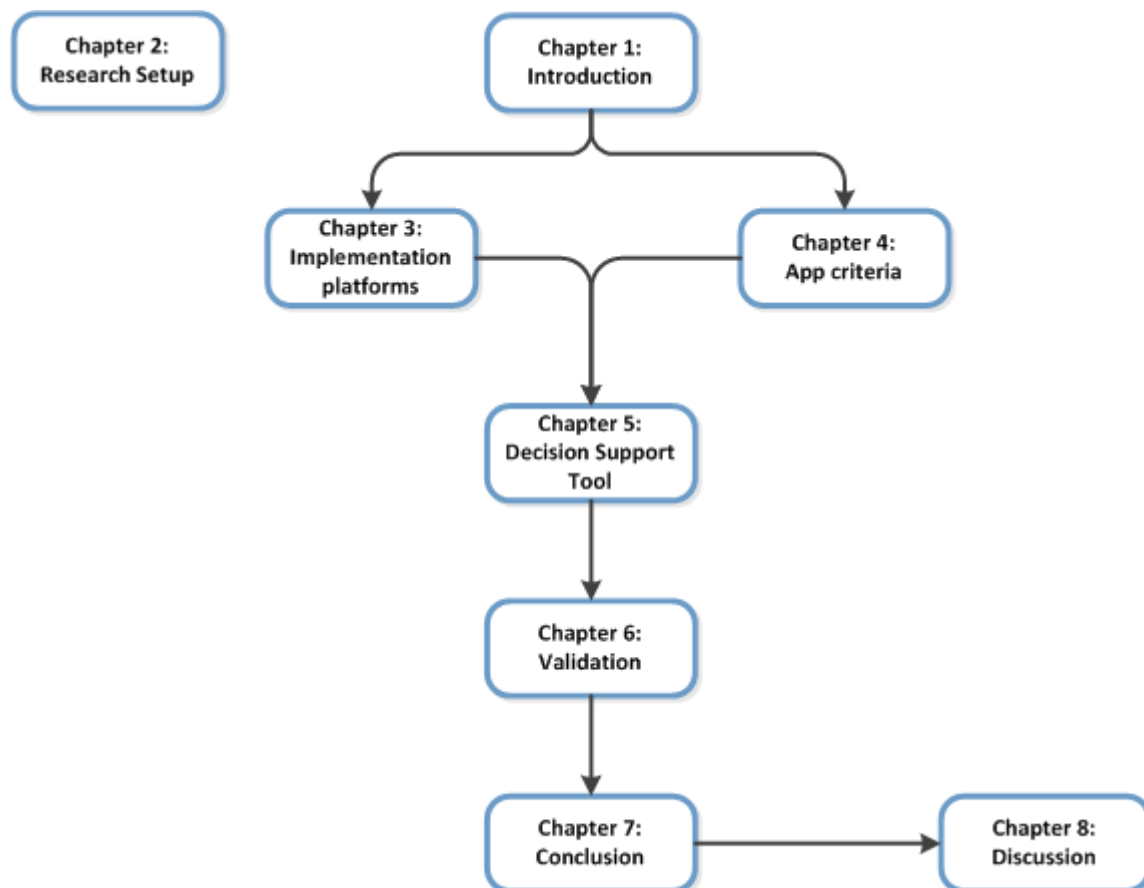 Chapter 2:
Research Setup
Chapter 1:
Introduction
Chapter 3:
Implementation
platforms
Chapter 4:
App criteria
Chapter 5:
Decision Support
Tool
Chapter 6:
Validation
Chapter 7:
Conclusion
Chapter 8:
Discussion